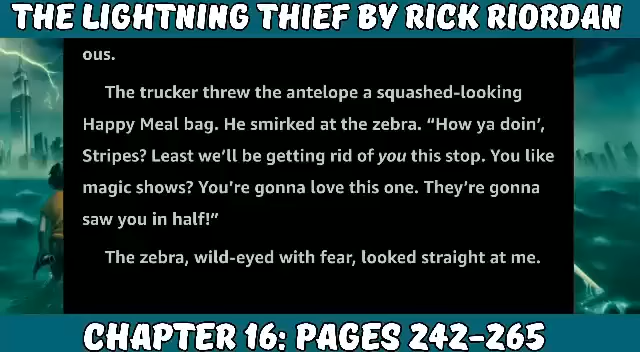 THE LIGHTNING THIEF BY RICK RIORDAN
ous.
The trucker threw the antelope a squashed-looking
Happy Meal bag. He smirked at the zebra. “How ya doin’,
Stripes? Least we’ll be getting rid of you this stop. You like
magic shows? You’re gonna love this one. They’re gonna
saw you in half!”
The zebra, wild-eyed with fear, looked straight at me.
CHAPTER 16: PAGES 242-265